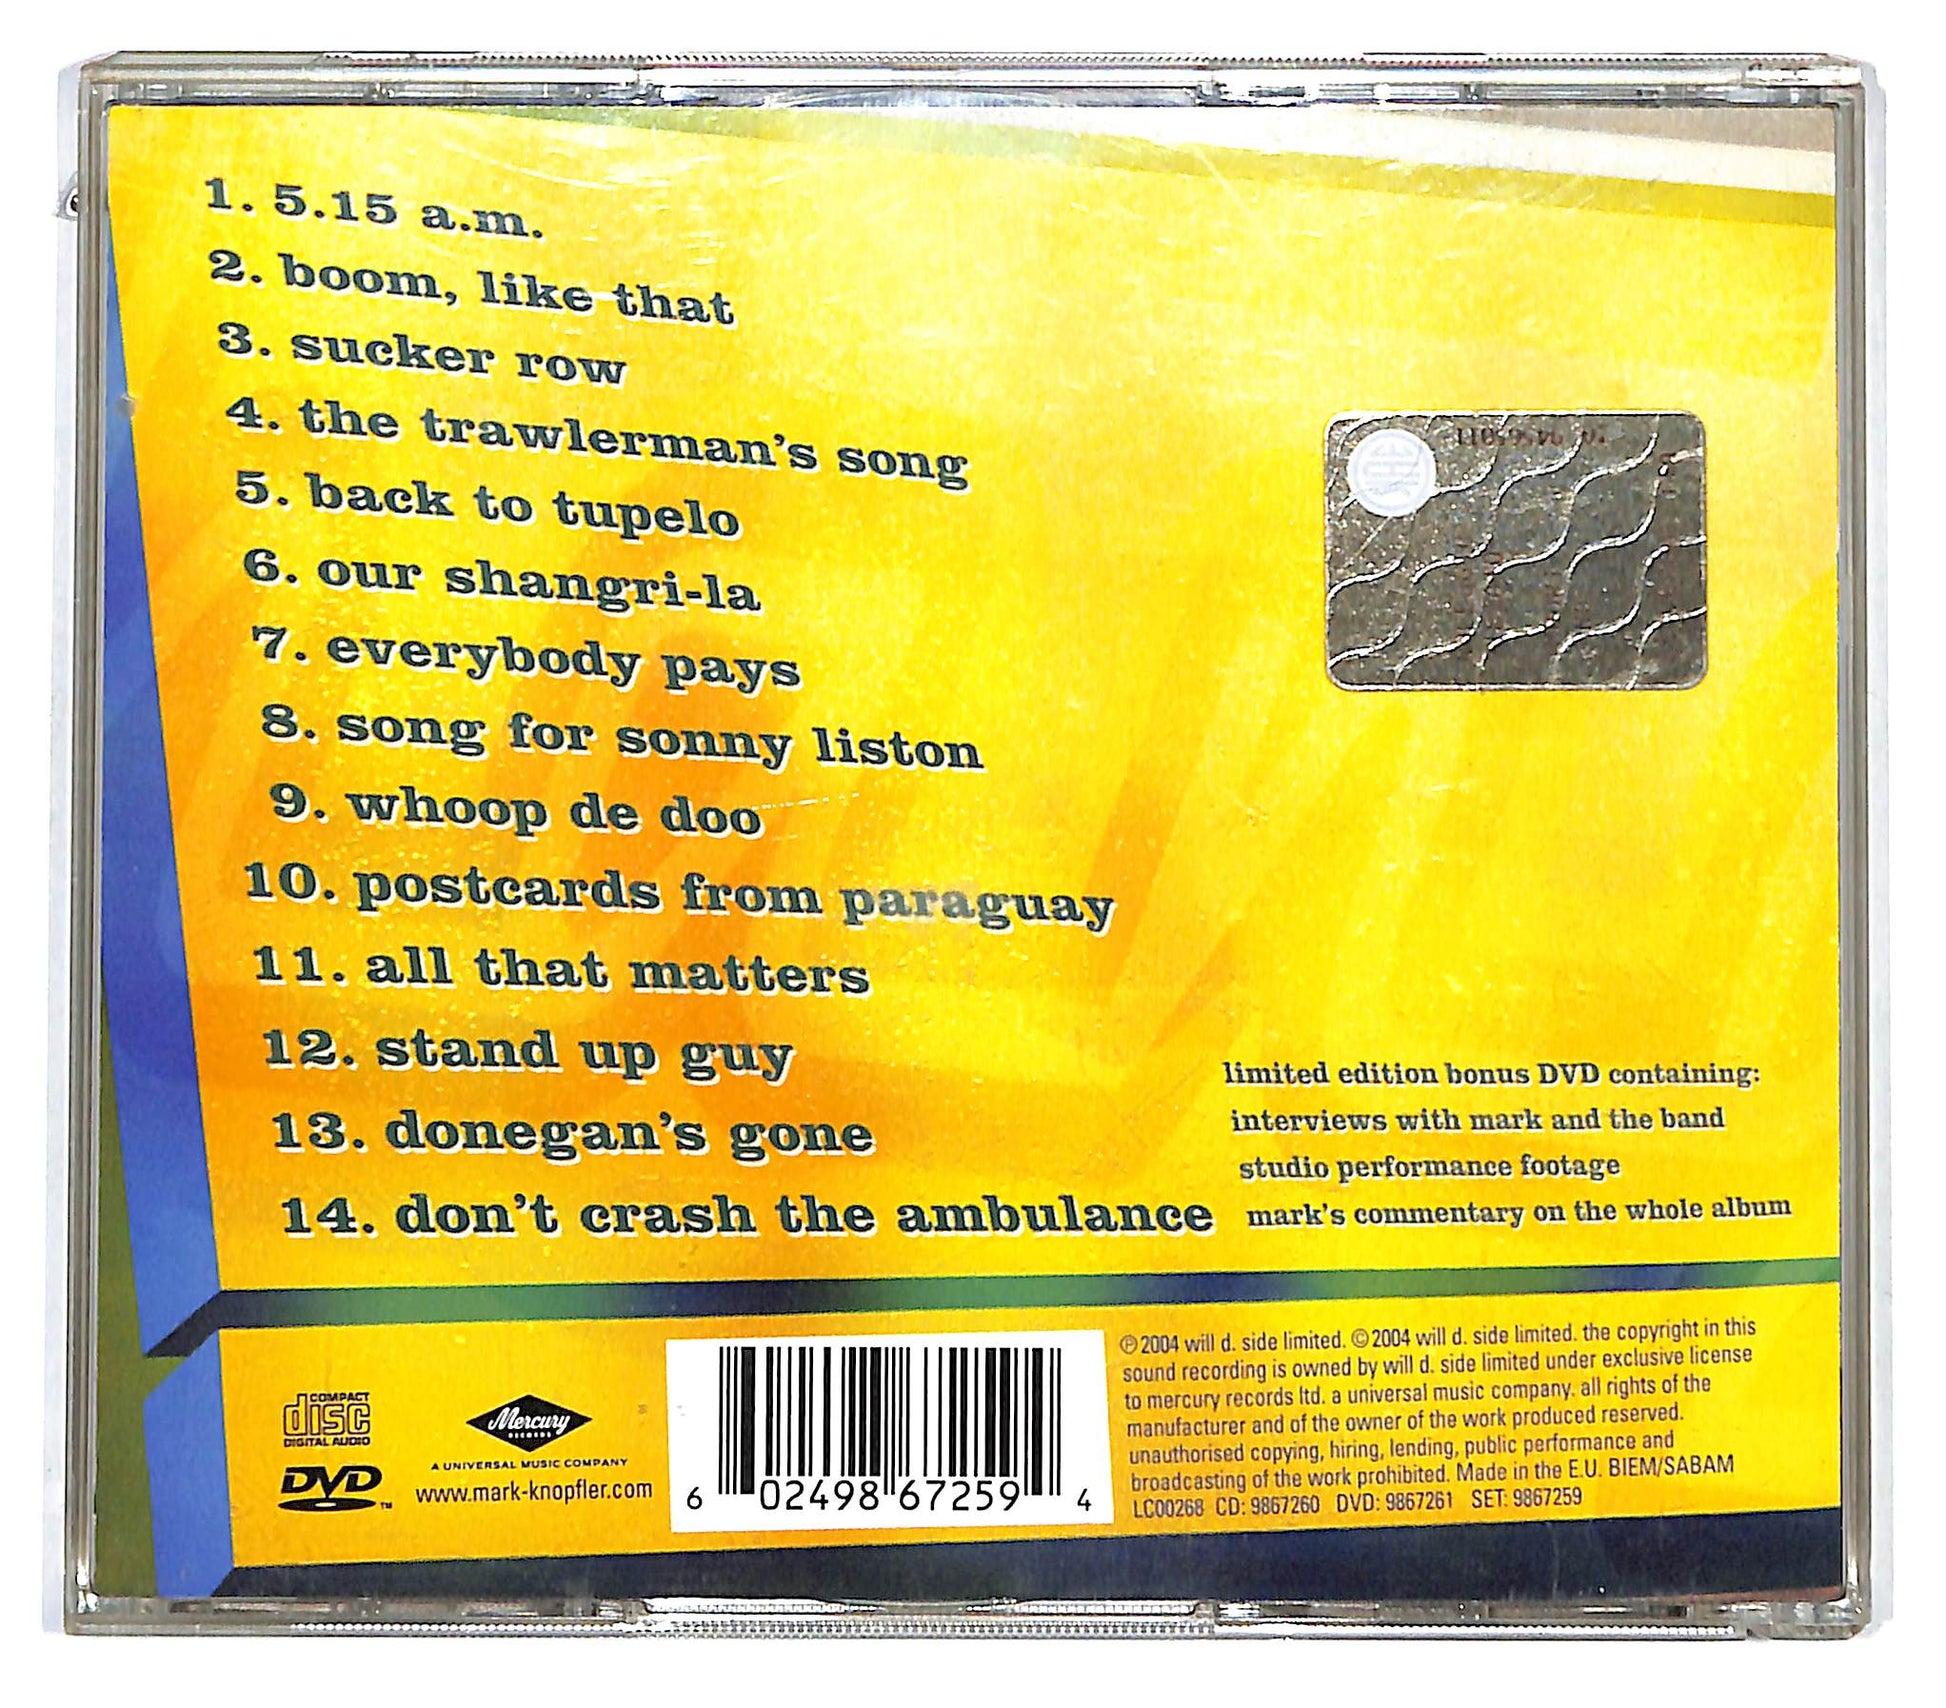 1. 5.15 a.m.
2. boom, like that
3. sucker row
4. the trawlerman's song
5. back to tupelo
6. our shangri-la
7. everybody pays
8. song for sonny liston
9. whoop de doo
10. postcards from paraguay
11. all that matters
12. stand up guy
13. donegan's gone
14. don't crash the ambulance
limited edition bonus DVD containing:
interviews with mark and the band
studio performance footage
mark's commentary on the whole album
COMPACT
disc
DIGITAL AUDIO
DVD™
Mercury
RECORDS
A UNIVERSAL MUSIC COMPANY
www.mark-knopfler.com
6 02498 67259 4
℗2004 will d. side limited. ©2004 will d. side limited. the copyright in this
sound recording is owned by will d. side limited under exclusive license
to mercury records ltd. a universal music company. all rights of the
manufacturer and of the owner of the work produced reserved.
unauthorised copying, hiring, lending, public performance and
broadcasting of the work prohibited. Made in the E.U. BIEM/SABAM
LC00268 CD: 9867260 DVD: 9867261 SET: 9867259